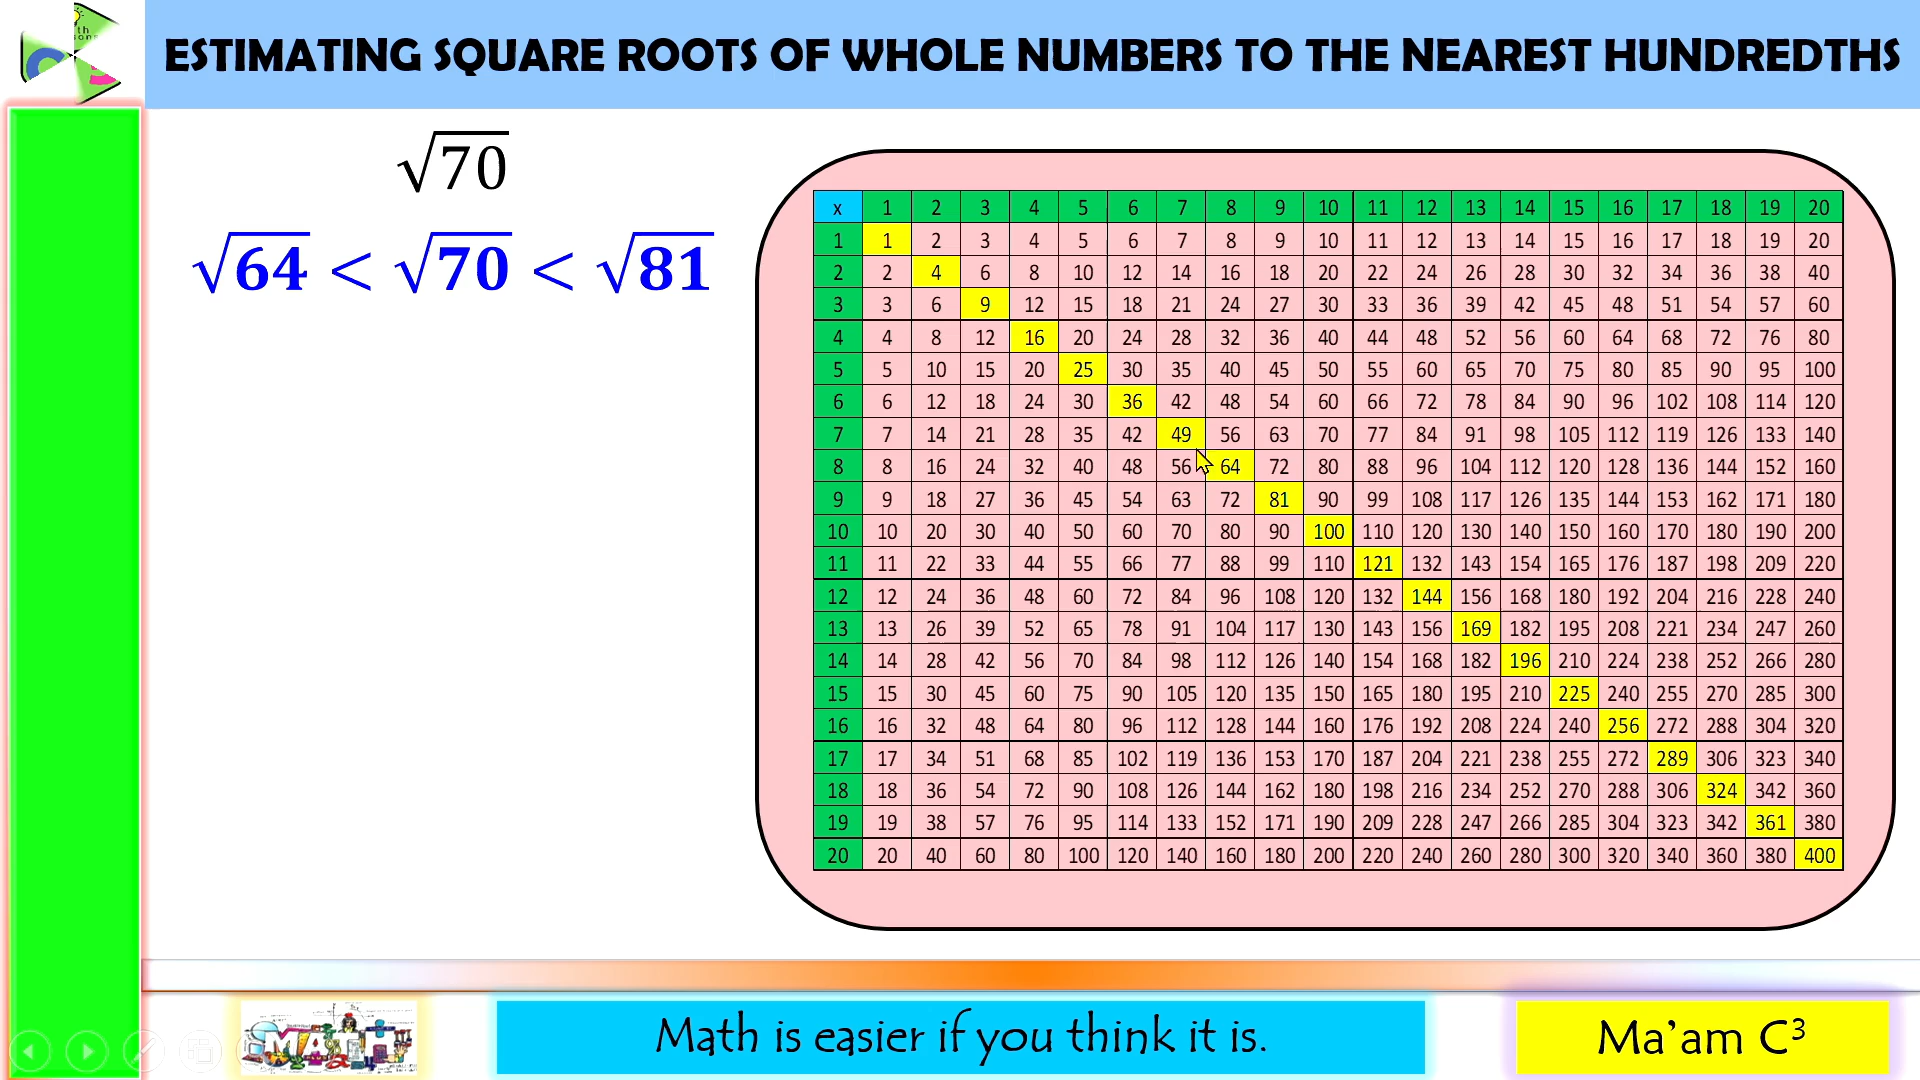 ESTIMATING SQUARE ROOTS OF WHOLE NUMBERS TO THE NEAREST HUNDREDTHS
√70
√64 < √70 < √81
x 1 2 3 4 5 6 7 8 9 10 11 12 13 14 15 16 17 18 19 20
1 1 2 3 4 5 6 7 8 9 10 11 12 13 14 15 16 17 18 19 20
2 2 4 6 8 10 12 14 16 18 20 22 24 26 28 30 32 34 36 38 40
3 3 6 9 12 15 18 21 24 27 30 33 36 39 42 45 48 51 54 57 60
4 4 8 12 16 20 24 28 32 36 40 44 48 52 56 60 64 68 72 76 80
5 5 10 15 20 25 30 35 40 45 50 55 60 65 70 75 80 85 90 95 100
6 6 12 18 24 30 36 42 48 54 60 66 72 78 84 90 96 102 108 114 120
7 7 14 21 28 35 42 49 56 63 70 77 84 91 98 105 112 119 126 133 140
8 8 16 24 32 40 48 56 64 72 80 88 96 104 112 120 128 136 144 152 160
9 9 18 27 36 45 54 63 72 81 90 99 108 117 126 135 144 153 162 171 180
10 10 20 30 40 50 60 70 80 90 100 110 120 130 140 150 160 170 180 190 200
11 11 22 33 44 55 66 77 88 99 110 121 132 143 154 165 176 187 198 209 220
12 12 24 36 48 60 72 84 96 108 120 132 144 156 168 180 192 204 216 228 240
13 13 26 39 52 65 78 91 104 117 130 143 156 169 182 195 208 221 234 247 260
14 14 28 42 56 70 84 98 112 126 140 154 168 182 196 210 224 238 252 266 280
15 15 30 45 60 75 90 105 120 135 150 165 180 195 210 225 240 255 270 285 300
16 16 32 48 64 80 96 112 128 144 160 176 192 208 224 240 256 272 288 304 320
17 17 34 51 68 85 102 119 136 153 170 187 204 221 238 255 272 289 306 323 340
18 18 36 54 72 90 108 126 144 162 180 198 216 234 252 270 288 306 324 342 360
19 19 38 57 76 95 114 133 152 171 190 209 228 247 266 285 304 323 342 361 380
20 20 40 60 80 100 120 140 160 180 200 220 240 260 280 300 320 340 360 380 400
MATH
Math is easier if you think it is.
Ma'am C³